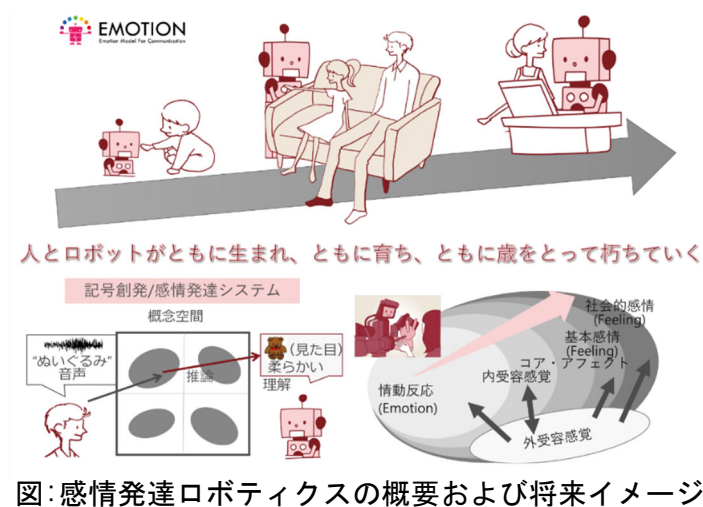 EMOTION
Emotion Model For Communication
人とロボットがともに生まれ、ともに育ち、ともに歳をとって朽ちていく
記号創発/感情発達システム
概念空間
"ぬいぐるみ"
音声
推論
(見た目)
柔らかい
理解
社会的感情
(Feeling)
基本感情
(Feeling)
コア・アフェクト
内受容感覚
情動反応
(Emotion)
外受容感覚
図:感情発達ロボティクスの概要および将来イメージ